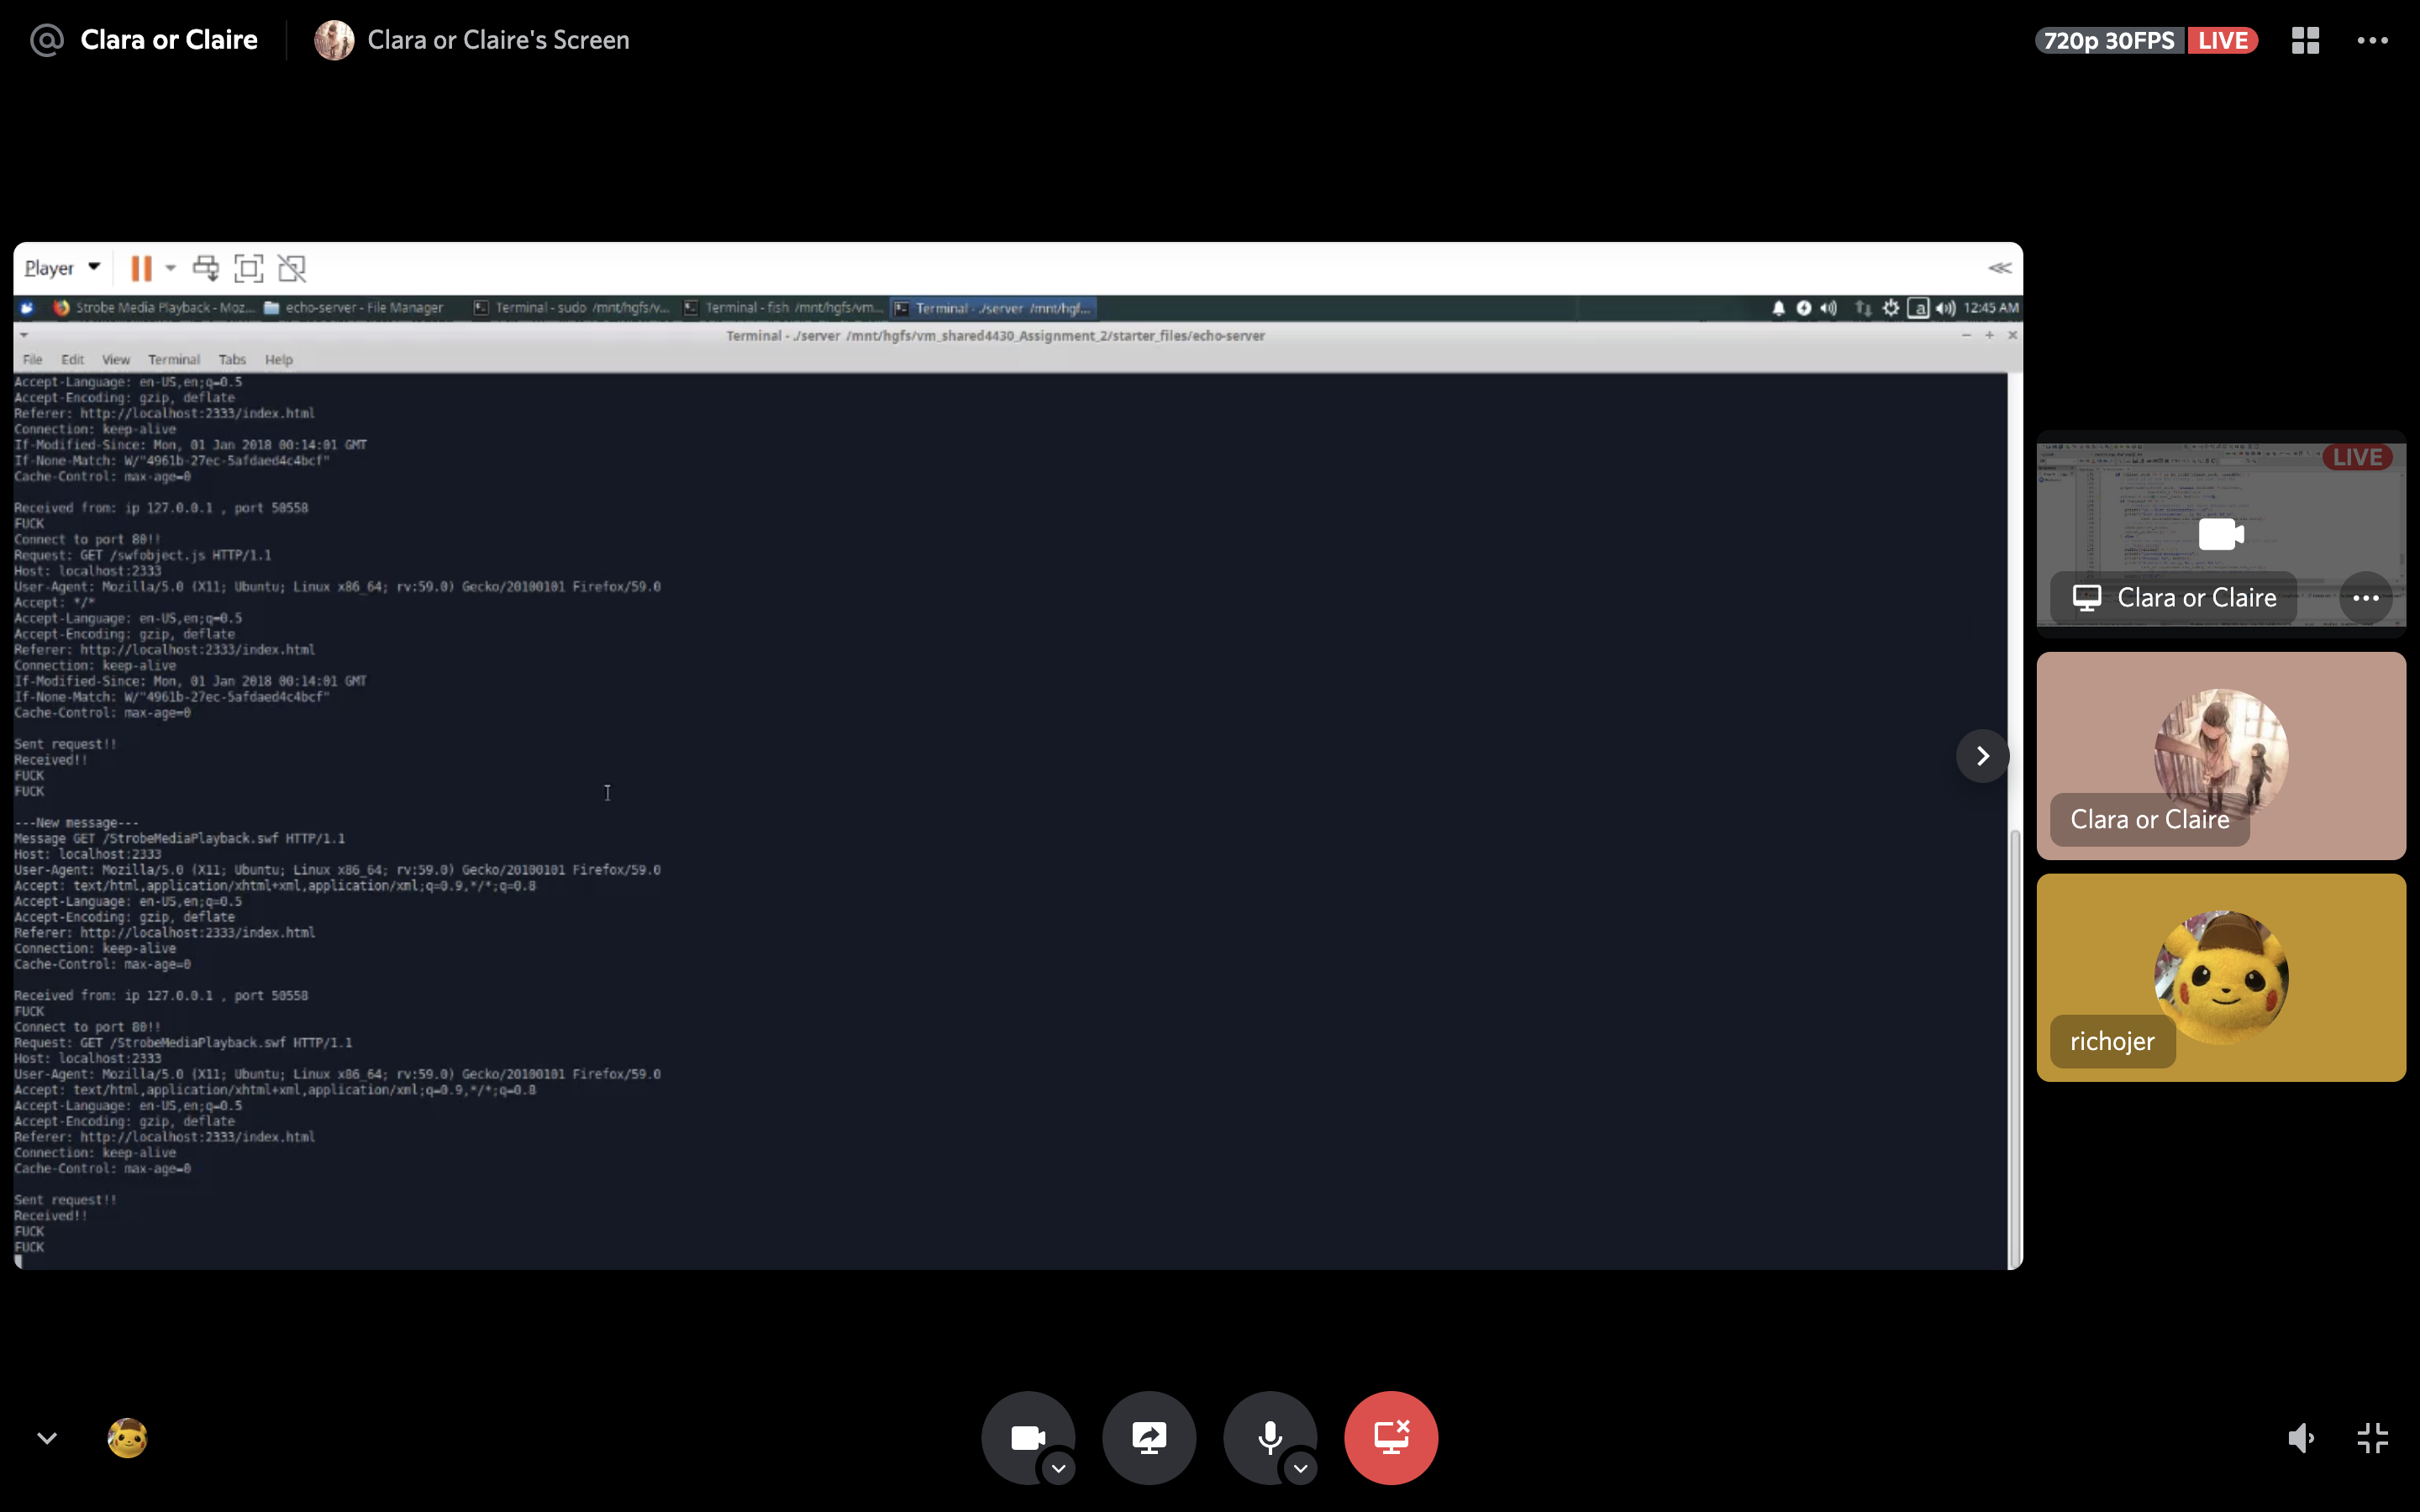 Clara or Claire
Clara or Claire's Screen
720p 30FPS LIVE
Player
Strobe Media Playback - Moz...
echo-server - File Manager
Terminal - sudo /mnt/hgfs/v...
Terminal - fish /mnt/hgfs/vm...
Terminal - ./server /mnt/hgf...
12:45 AM
Terminal - ./server /mnt/hgfs/vm_shared4430_Assignment_2/starter_files/echo-server
File Edit View Terminal Tabs Help
Accept-Language: en-US,en;q=0.5
Accept-Encoding: gzip, deflate
Referer: http://localhost:2333/index.html
Connection: keep-alive
If-Modified-Since: Mon, 01 Jan 2018 00:14:01 GMT
If-None-Match: W/"4961b-27ec-5afdaed4c4bcf"
Cache-Control: max-age=0
Received from: ip 127.0.0.1 , port 50558
FUCK
Connect to port 80!!
Request: GET /swfobject.js HTTP/1.1
Host: localhost:2333
User-Agent: Mozilla/5.0 (X11; Ubuntu; Linux x86_64; rv:59.0) Gecko/20100101 Firefox/59.0
Accept: */*
Accept-Language: en-US,en;q=0.5
Accept-Encoding: gzip, deflate
Referer: http://localhost:2333/index.html
Connection: keep-alive
If-Modified-Since: Mon, 01 Jan 2018 00:14:01 GMT
If-None-Match: W/"4961b-27ec-5afdaed4c4bcf"
Cache-Control: max-age=0
Sent request!!
Received!!
FUCK
FUCK
---New message---
Message GET /StrobeMediaPlayback.swf HTTP/1.1
Host: localhost:2333
User-Agent: Mozilla/5.0 (X11; Ubuntu; Linux x86_64; rv:59.0) Gecko/20100101 Firefox/59.0
Accept: text/html,application/xhtml+xml,application/xml;q=0.9,*/*;q=0.8
Accept-Language: en-US,en;q=0.5
Accept-Encoding: gzip, deflate
Referer: http://localhost:2333/index.html
Connection: keep-alive
Cache-Control: max-age=0
Received from: ip 127.0.0.1 , port 50558
FUCK
Connect to port 80!!
Request: GET /StrobeMediaPlayback.swf HTTP/1.1
Host: localhost:2333
User-Agent: Mozilla/5.0 (X11; Ubuntu; Linux x86_64; rv:59.0) Gecko/20100101 Firefox/59.0
Accept: text/html,application/xhtml+xml,application/xml;q=0.9,*/*;q=0.8
Accept-Language: en-US,en;q=0.5
Accept-Encoding: gzip, deflate
Referer: http://localhost:2333/index.html
Connection: keep-alive
Cache-Control: max-age=0
Sent request!!
Received!!
FUCK
FUCK
LIVE
Clara or Claire
Clara or Claire
richojer